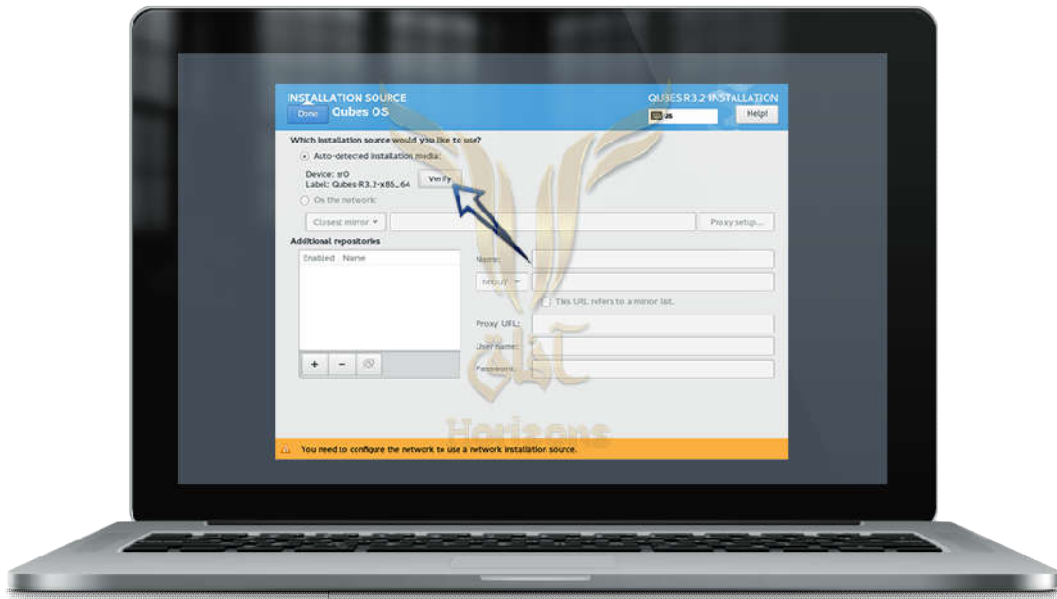 INSTALLATION SOURCE
QUBES R3.2 INSTALLATION
Done
Qubes OS
us
Help!
Which installation source would you like to use?
Auto-detected installation media:
Device: sr0
Label: Qubes-R3.2-x86_64
Verify
On the network:
Closest mirror
Proxy setup...
Additional repositories
Enabled Name
Name:
This URL refers to a mirror list.
Proxy URL:
User name:
Password:
آفاق
Horizons
You need to configure the network to use a network installation source.